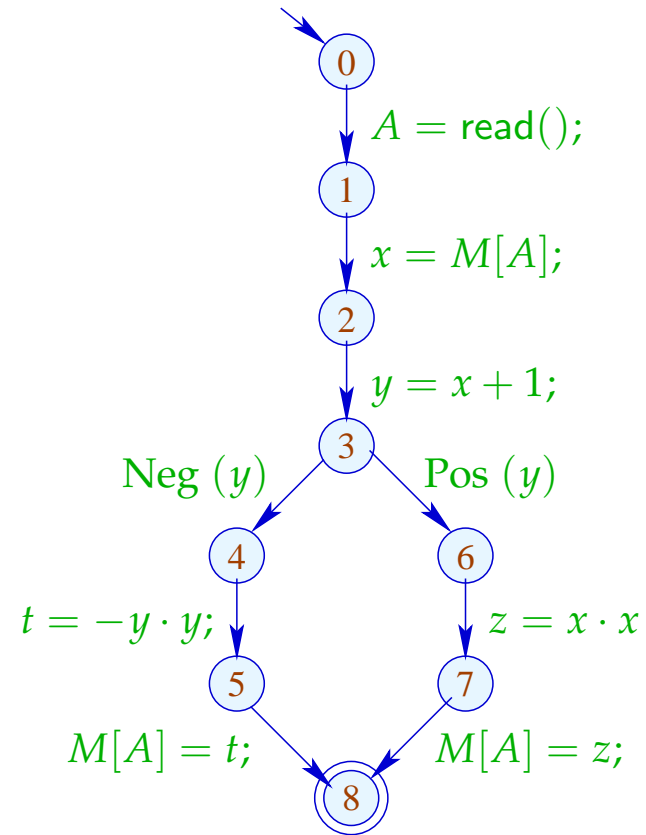 0
A = read();
1
x = M[A];
2
y = x + 1;
3
Neg (y) Pos (y)
4 6
t = −y · y; z = x · x
5 7
M[A] = t; M[A] = z;
8